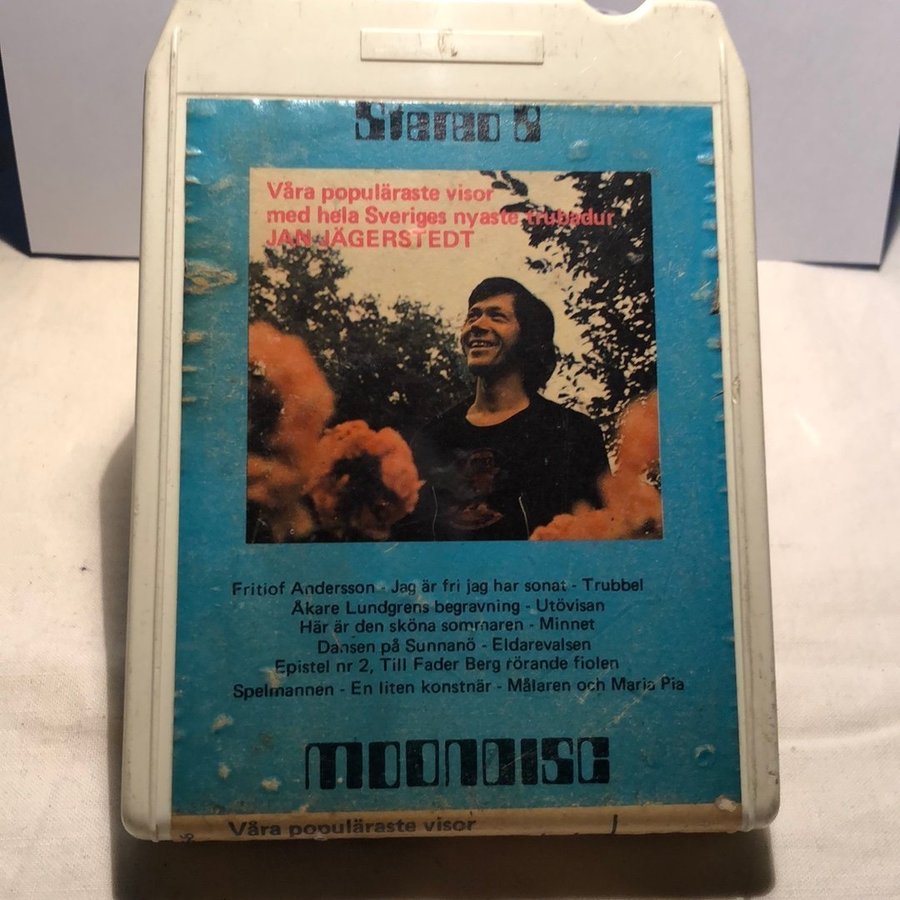 Stereo 8
Våra populäraste visor
med hela Sveriges nyaste trubadur
JAN JÄGERSTEDT
Fritiof Andersson - Jag är fri jag har sonat - Trubbel
Åkare Lundgrens begravning - Utövisan
Här är den sköna sommaren - Minnet
Dansen på Sunnanö - Eldarevalsen
Epistel nr 2, Till Fader Berg rörande fiolen
Spelmannen - En liten konstnär - Målaren och Maria Pia
MOONDISC
Våra populäraste visor